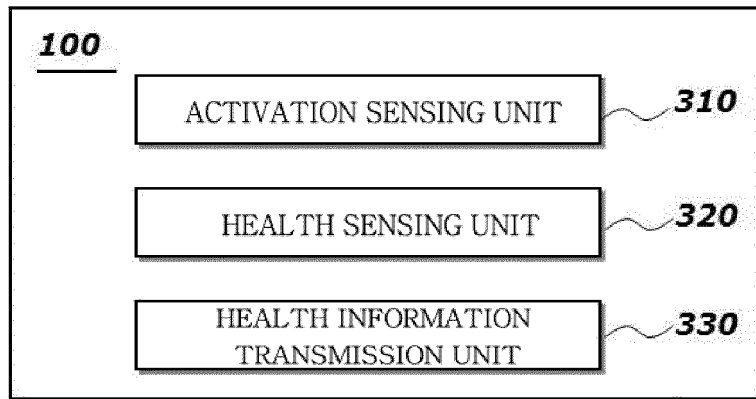 100
ACTIVATION SENSING UNIT 310
HEALTH SENSING UNIT 320
HEALTH INFORMATION
TRANSMISSION UNIT 330